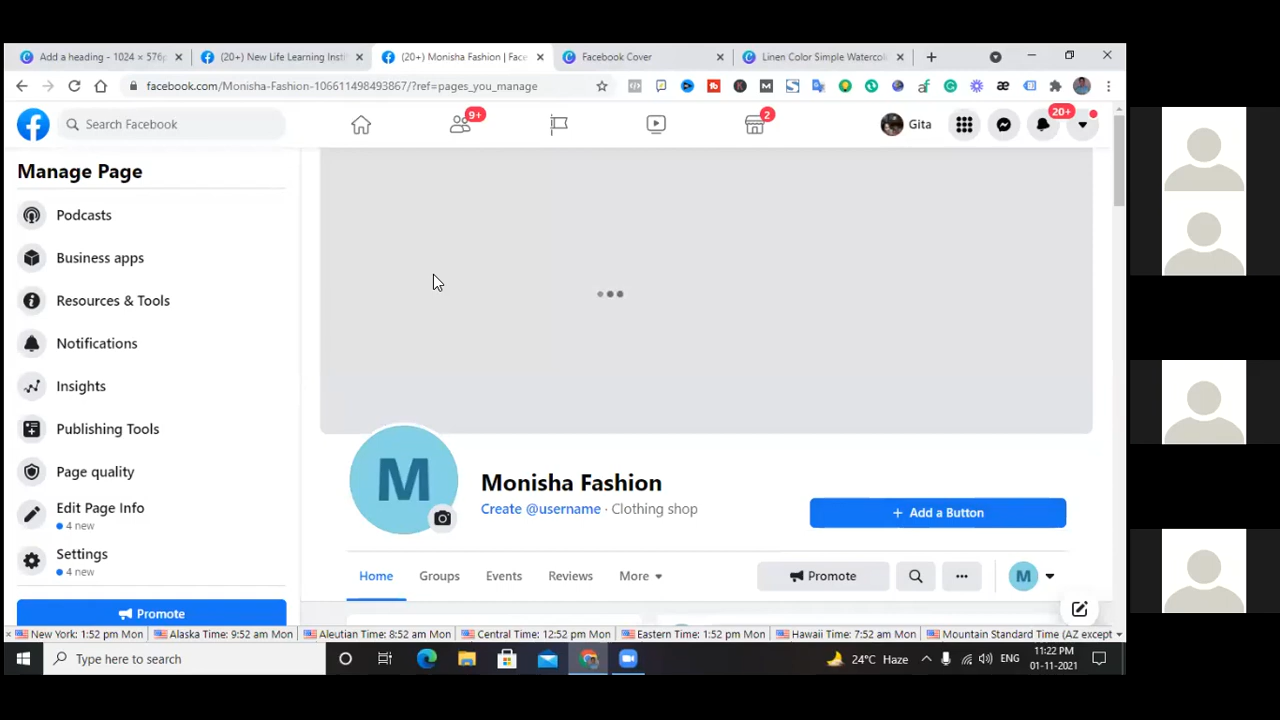 Add a heading - 1024 × 576p
(20+) New Life Learning Insti
(20+) Monisha Fashion | Face
Facebook Cover
Linen Color Simple Watercolo
facebook.com/Monisha-Fashion-106611498493867/?ref=pages_you_manage
Search Facebook
9+
2
Gita
20+
Manage Page
Podcasts
Business apps
Resources & Tools
Notifications
Insights
Publishing Tools
Page quality
Edit Page Info
4 new
Settings
4 new
Promote
M
Monisha Fashion
Create @username · Clothing shop
+ Add a Button
Home
Groups
Events
Reviews
More
Promote
M
New York: 1:52 pm Mon
Alaska Time: 9:52 am Mon
Aleutian Time: 8:52 am Mon
Central Time: 12:52 pm Mon
Eastern Time: 1:52 pm Mon
Hawaii Time: 7:52 am Mon
Mountain Standard Time (AZ except
Type here to search
24°C Haze
ENG
11:22 PM
01-11-2021